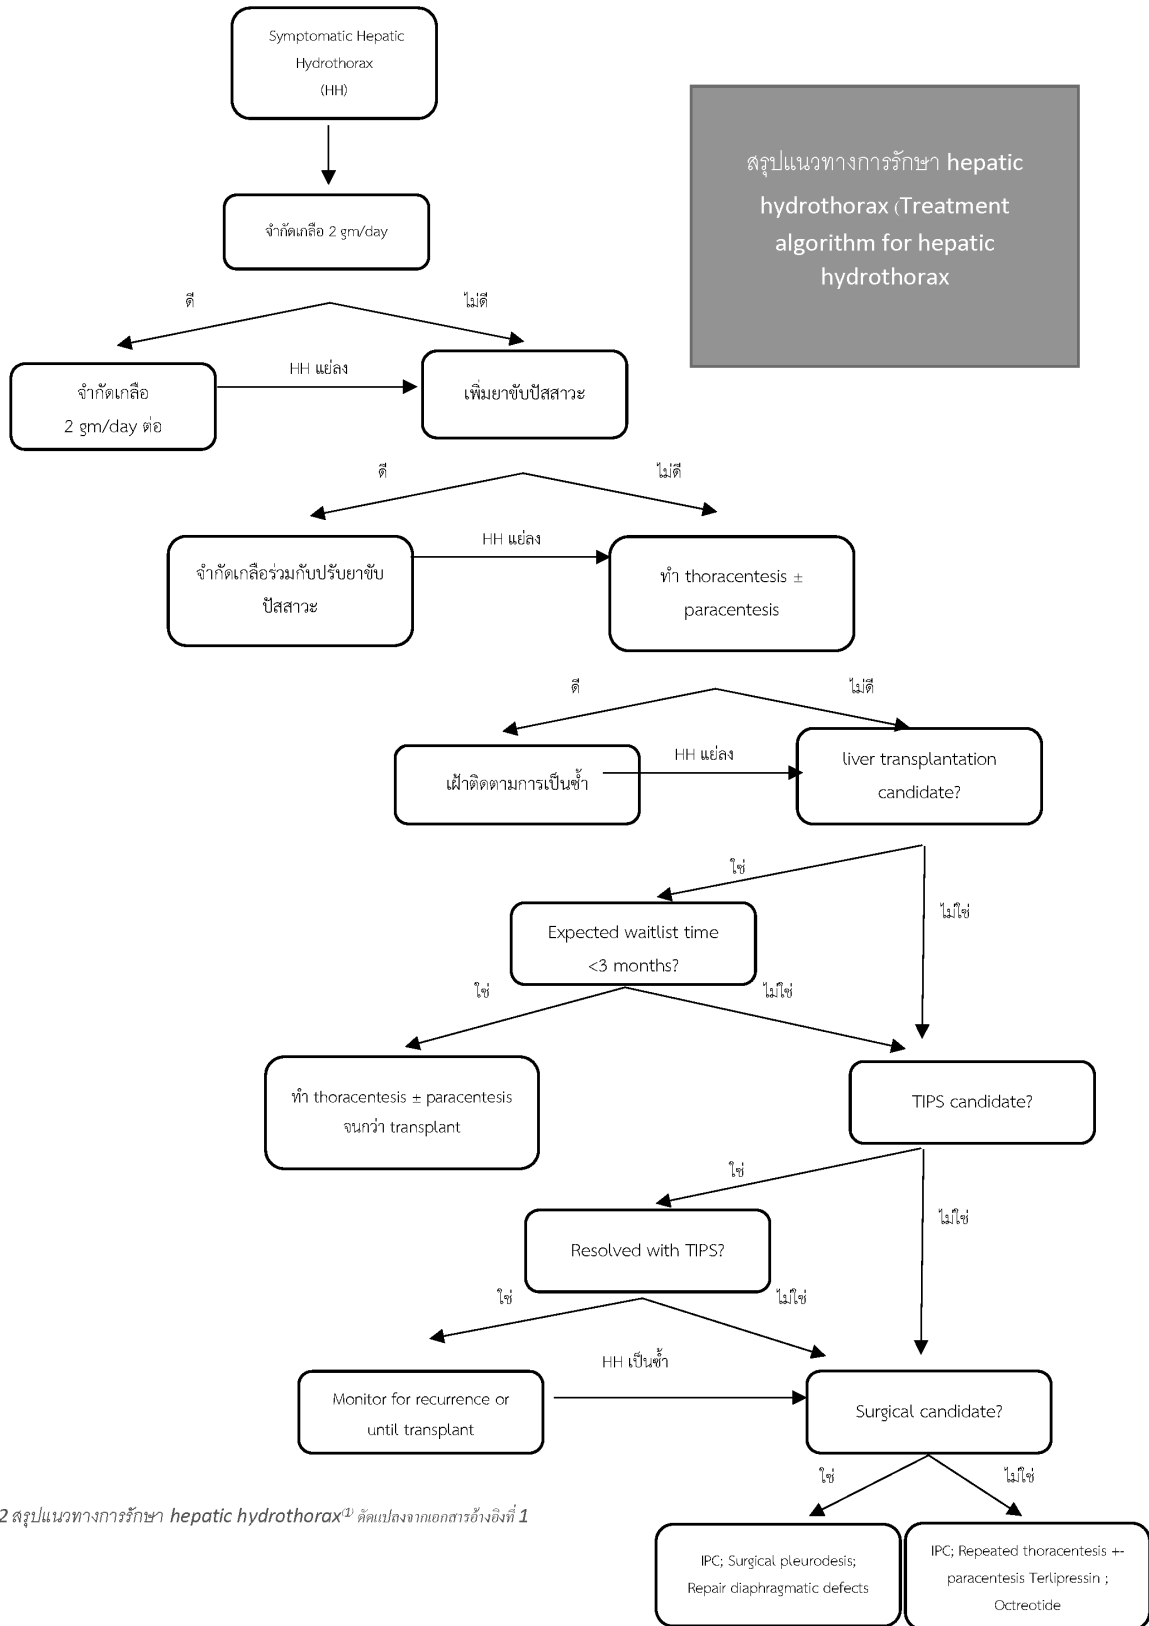 Symptomatic Hepatic
Hydrothorax
(HH)
สรุปแนวทางการรักษา hepatic
hydrothorax (Treatment
algorithm for hepatic
hydrothorax
จำกัดเกลือ 2 gm/day
ดี
ไม่ดี
จำกัดเกลือ
2 gm/day ต่อ
HH แย่ลง
เพิ่มยาขับปัสสาวะ
ดี
ไม่ดี
จำกัดเกลือร่วมกับปรับยาขับ
ปัสสาวะ
HH แย่ลง
ทำ thoracentesis ±
paracentesis
ดี
ไม่ดี
เฝ้าติดตามการเป็นซ้ำ
HH แย่ลง
liver transplantation
candidate?
ใช่
ไม่ใช่
Expected waitlist time
<3 months?
ใช่
ไม่ใช่
ทำ thoracentesis ± paracentesis
จนกว่า transplant
TIPS candidate?
ใช่
ไม่ใช่
Resolved with TIPS?
ใช่
ไม่ใช่
Monitor for recurrence or
until transplant
HH เป็นซ้ำ
Surgical candidate?
ใช่
ไม่ใช่
2 สรุปแนวทางการรักษา hepatic hydrothorax(1) ดัดแปลงจากเอกสารอ้างอิงที่ 1
IPC; Surgical pleurodesis;
Repair diaphragmatic defects
IPC; Repeated thoracentesis +-
paracentesis Terlipressin ;
Octreotide